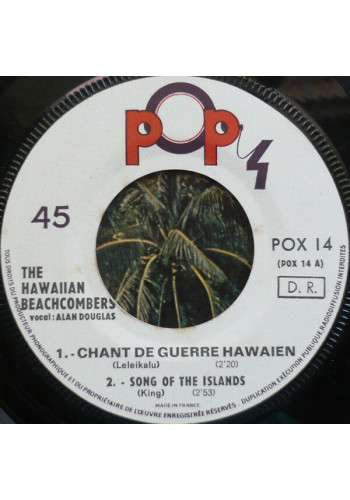 POP
45
POX 14
(POX 14 A)
D. R.
THE
HAWAIIAN
BEACHCOMBERS
vocal: ALAN DOUGLAS
1. - CHANT DE GUERRE HAWAIEN
(Leleikalu) (2'20)
2. - SONG OF THE ISLANDS
(King) (2'53)
MADE IN FRANCE
TOUS DROITS DU PRODUCTEUR PHONOGRAPHIQUE ET DU PROPRIÉTAIRE DE L'ŒUVRE ENREGISTRÉE RÉSERVÉS - DUPLICATION EXÉCUTION PUBLIQUE RADIODIFFUSION INTERDITES